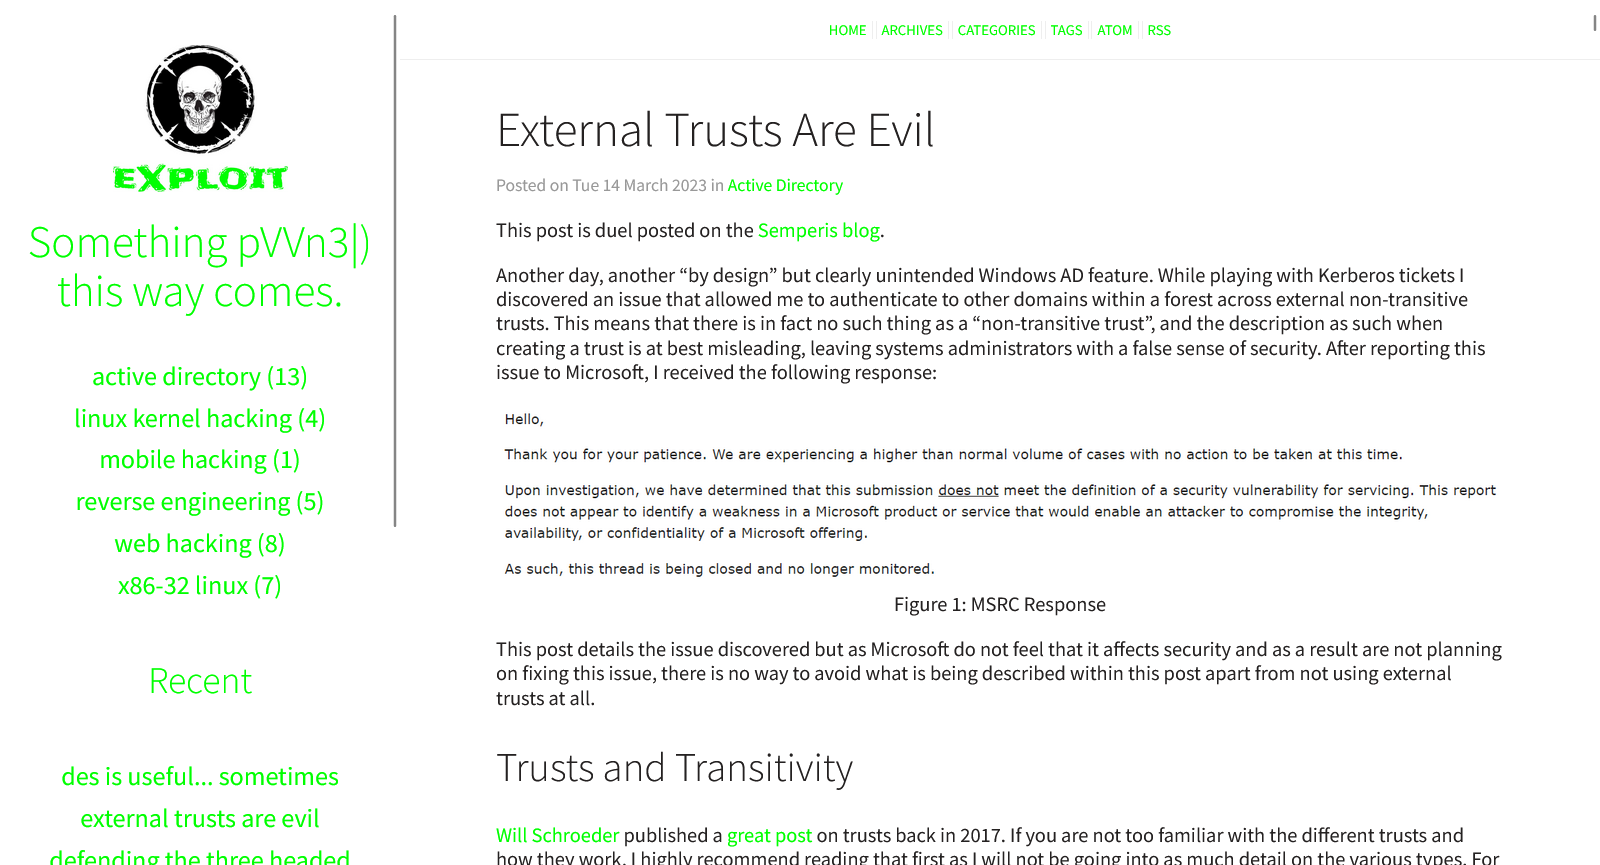 EXPLOIT
Something pVVn3|)
this way comes.
active directory (13)
linux kernel hacking (4)
mobile hacking (1)
reverse engineering (5)
web hacking (8)
x86-32 linux (7)
Recent
des is useful... sometimes
external trusts are evil
defending the three headed
HOME
ARCHIVES
CATEGORIES
TAGS
ATOM
RSS
External Trusts Are Evil
Posted on Tue 14 March 2023 in Active Directory
This post is duel posted on the Semperis blog.
Another day, another “by design” but clearly unintended Windows AD feature. While playing with Kerberos tickets I
discovered an issue that allowed me to authenticate to other domains within a forest across external non-transitive
trusts. This means that there is in fact no such thing as a “non-transitive trust”, and the description as such when
creating a trust is at best misleading, leaving systems administrators with a false sense of security. After reporting this
issue to Microsoft, I received the following response:
Hello,
Thank you for your patience. We are experiencing a higher than normal volume of cases with no action to be taken at this time.
Upon investigation, we have determined that this submission does not meet the definition of a security vulnerability for servicing. This report
does not appear to identify a weakness in a Microsoft product or service that would enable an attacker to compromise the integrity,
availability, or confidentiality of a Microsoft offering.
As such, this thread is being closed and no longer monitored.
Figure 1: MSRC Response
This post details the issue discovered but as Microsoft do not feel that it affects security and as a result are not planning
on fixing this issue, there is no way to avoid what is being described within this post apart from not using external
trusts at all.
Trusts and Transitivity
Will Schroeder published a great post on trusts back in 2017. If you are not too familiar with the different trusts and
how they work, I highly recommend reading that first as I will not be going into as much detail on the various types. For